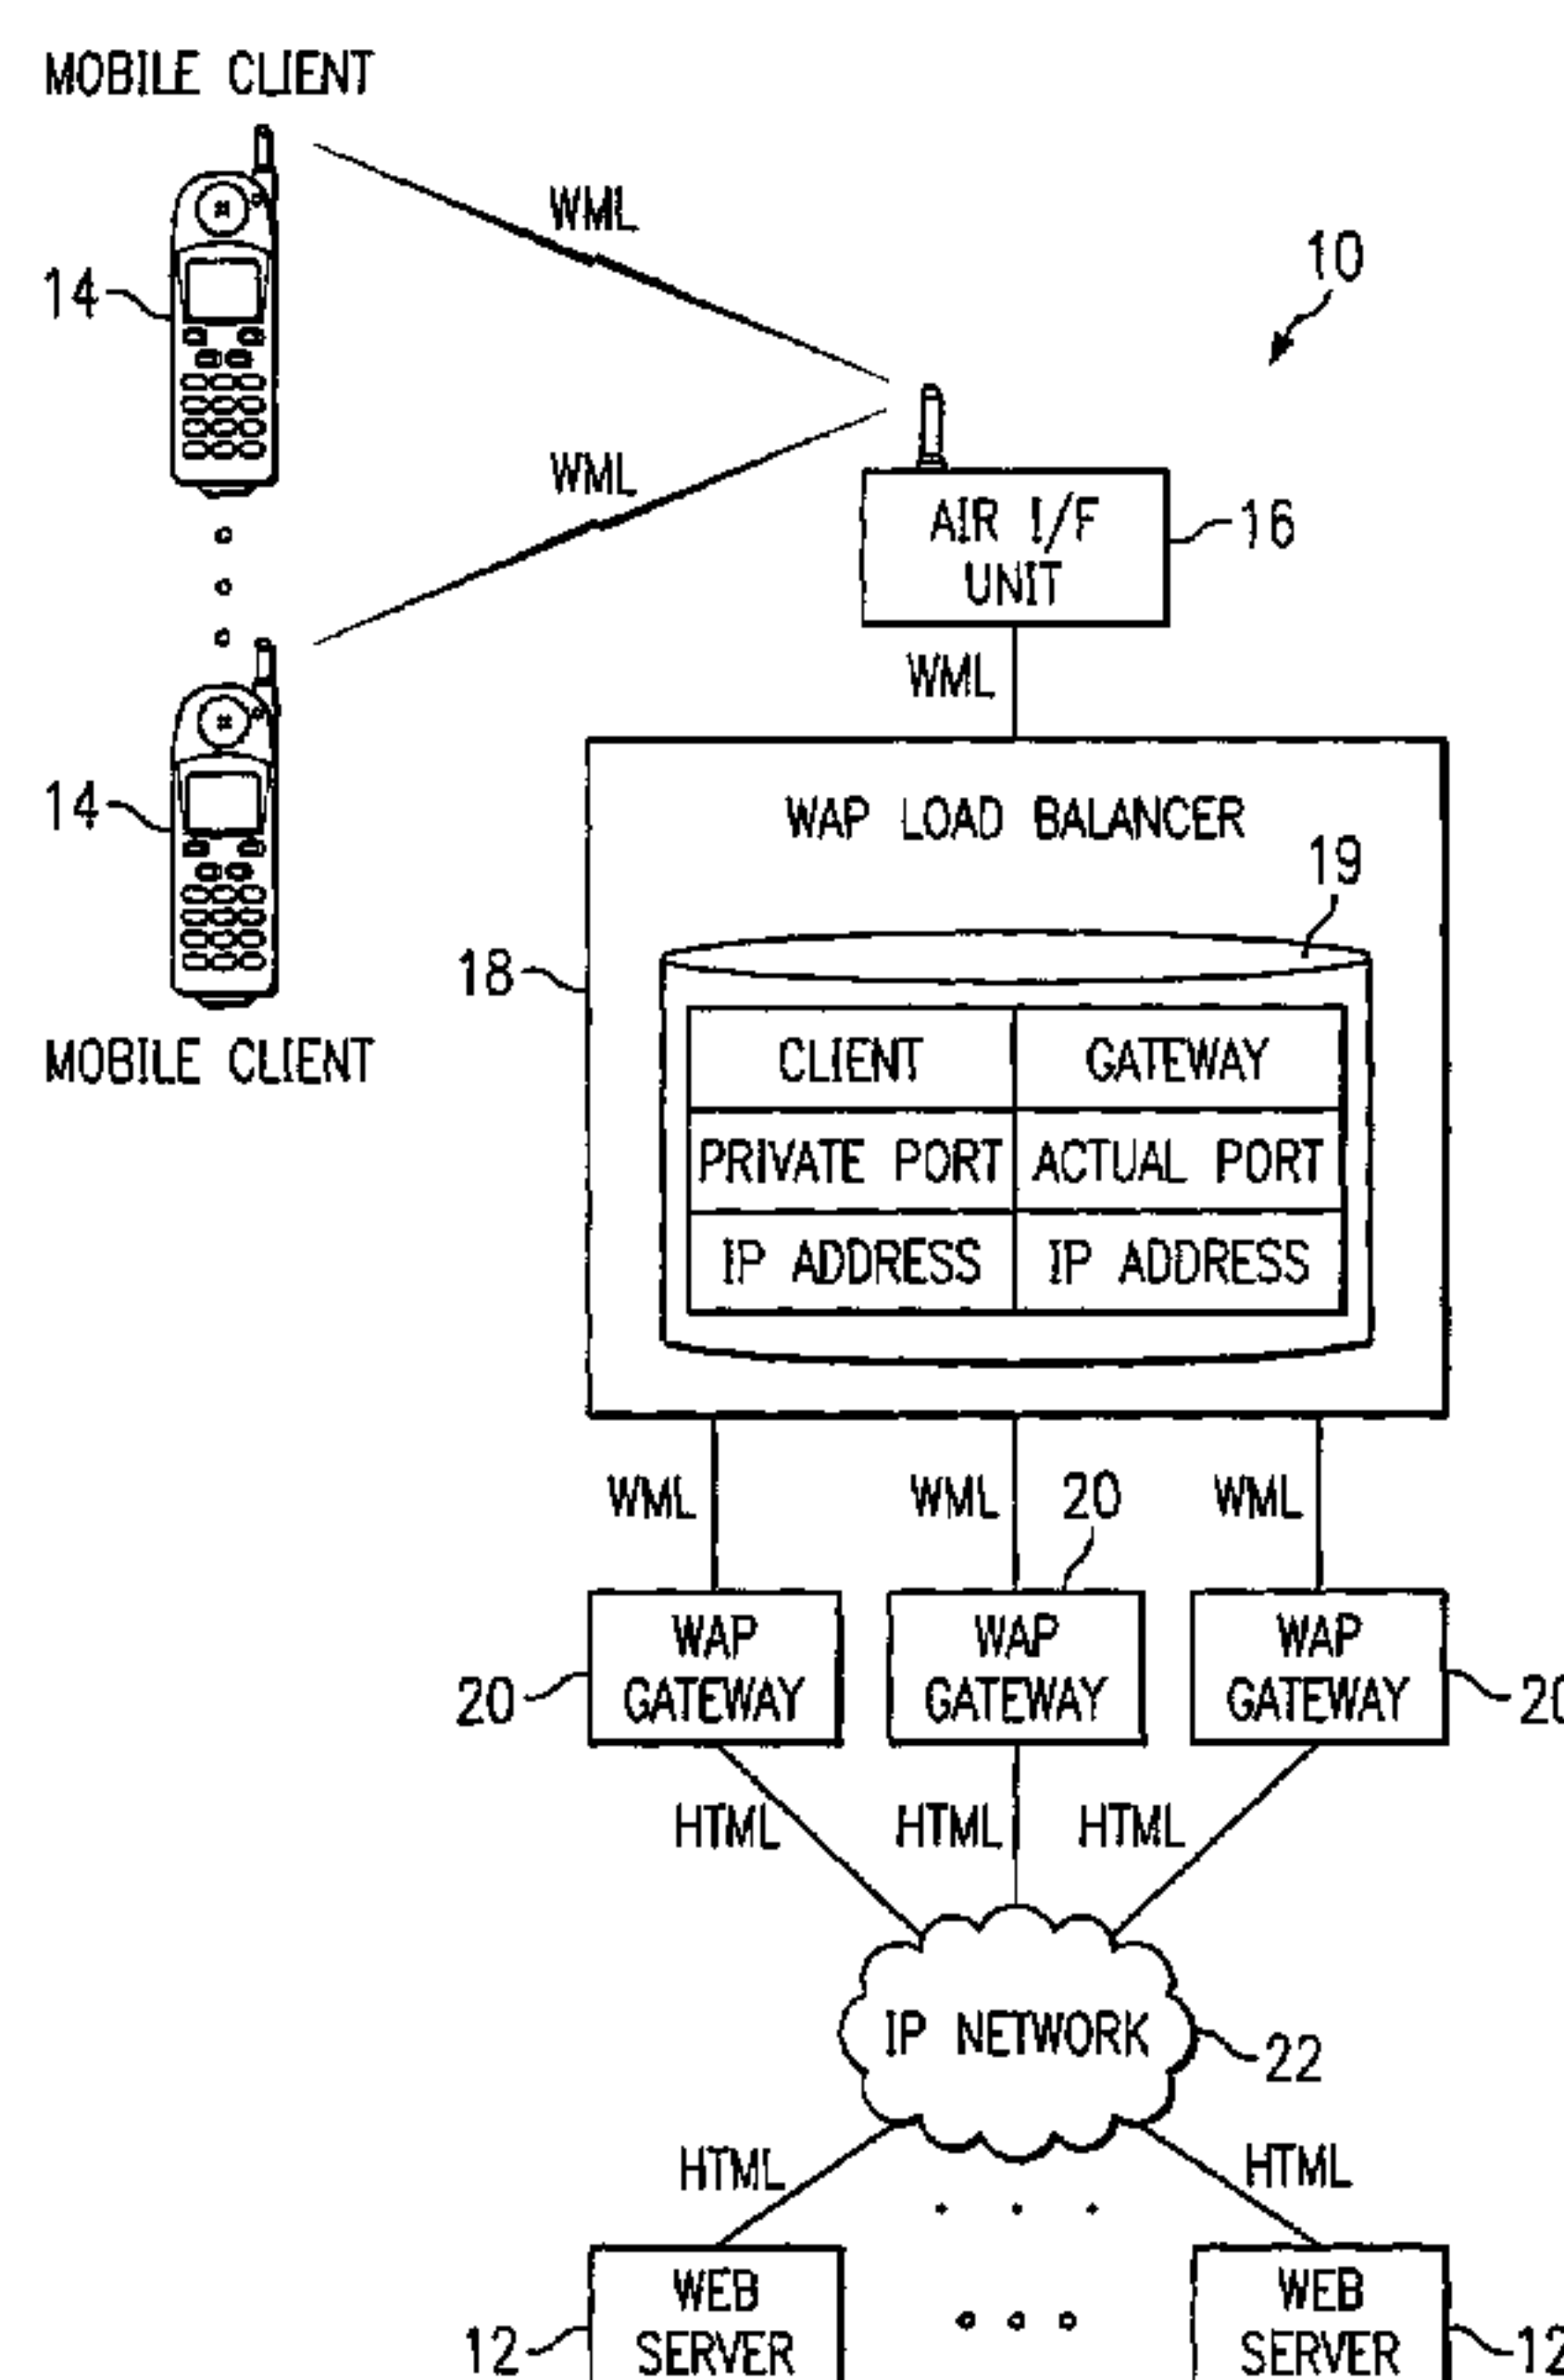 MOBILE CLIENT
WML
10
14
WML
AIR I/F
UNIT
16
WML
14
WAP LOAD BALANCER
19
18
CLIENT GATEWAY
PRIVATE PORT ACTUAL PORT
IP ADDRESS IP ADDRESS
MOBILE CLIENT
WML WML 20 WML
WAP
GATEWAY
WAP
GATEWAY
WAP
GATEWAY
20
20
HTML HTML HTML
IP NETWORK
22
HTML HTML
WEB
SERVER
WEB
SERVER
12
12